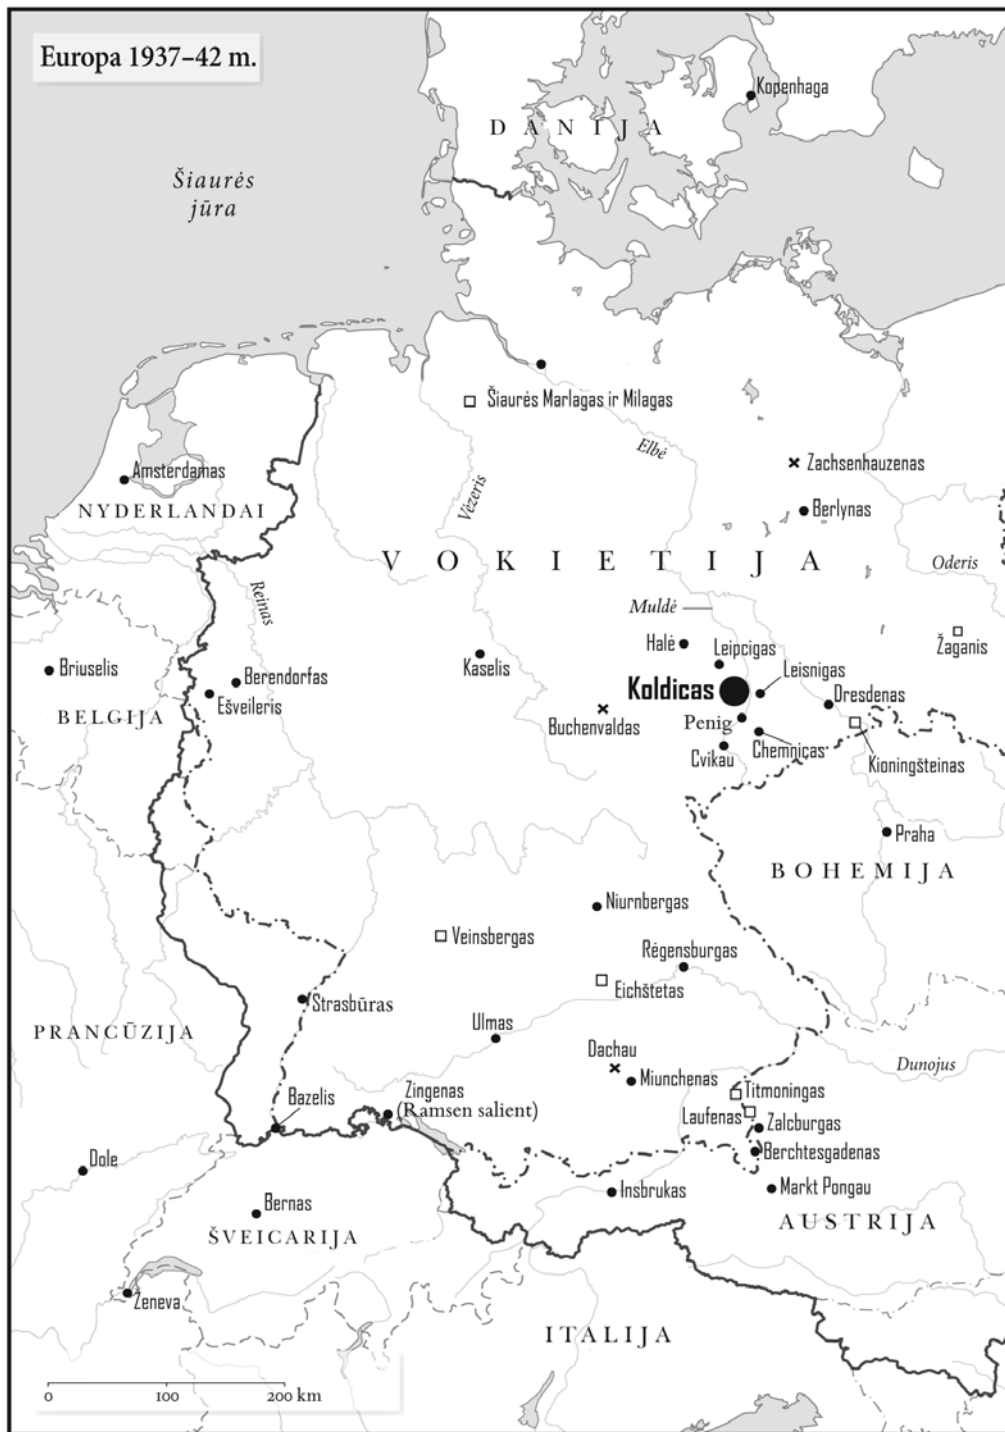 Europa 1937–42 m.
Kopenhaga
DANIJA
Šiaurės
jūra
Šiaurės Marlagas ir Milagas
Elbė
Zachsenhauzenas
Amsterdamas
Vėzeris
NYDERLANDAI
Berlynas
VOKIETIJA
Oderis
Reinas
Muldė
Žaganis
Halė
Leipcigas
Briuselis
Kaselis
Leisnigas
Berendorfas
Koldicas
Dresdenas
Ešveileris
BELGIJA
Buchenvaldas
Penig
Chemnicas
Cvikau
Kioningšteinas
Praha
BOHEMIJA
Niurnbergas
Veinsbergas
Rėgensburgas
Eichštetas
Strasbūras
PRANCŪZIJA
Ulmas
Dachau
Dunojus
Miunchenas
Titmoningas
Bazelis
Zingenas
(Ramsen salient)
Laufenas
Zalcburgas
Dole
Berchtesgadenas
Insbrukas
Markt Pongau
Bernas
AUSTRIJA
ŠVEICARIJA
Ženeva
ITALIJA
0 100 200 km